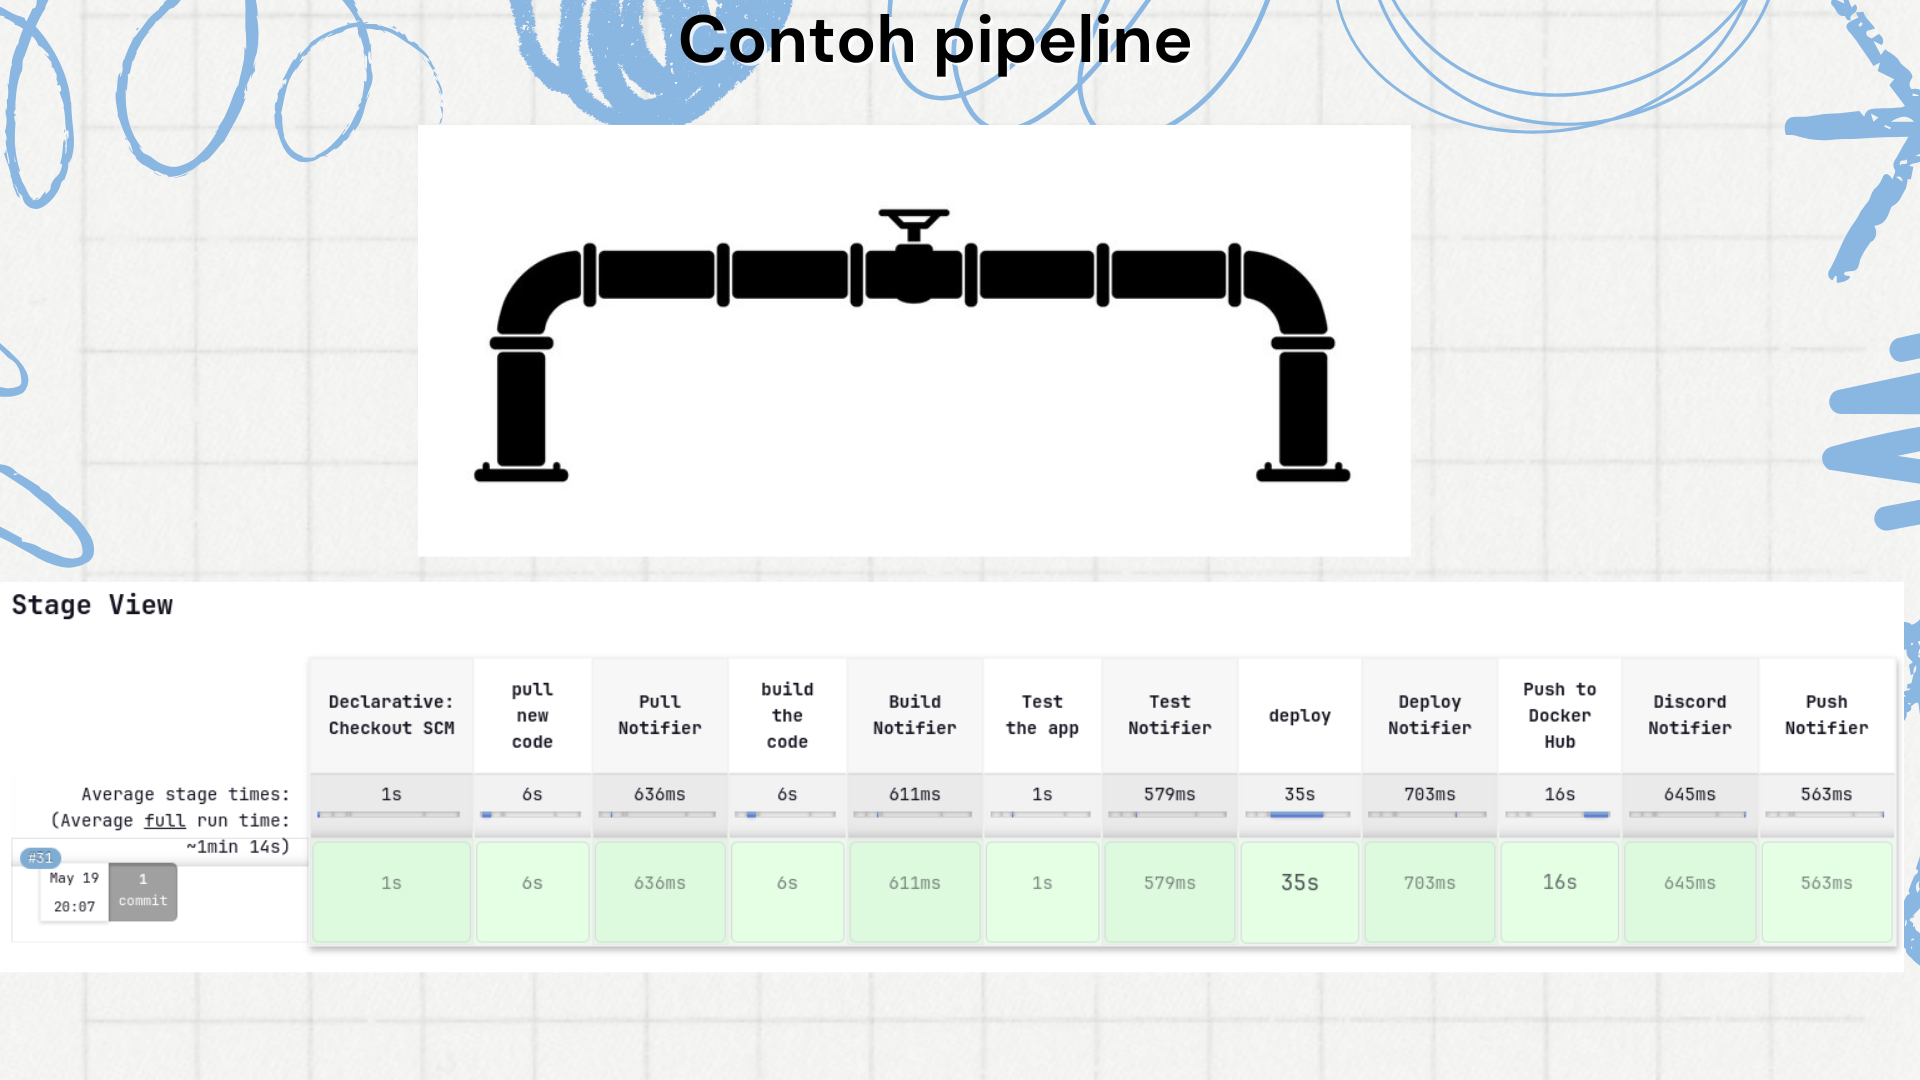 Contoh pipeline
Stage View
Declarative:
Checkout SCM
pull
new
code
Pull
Notifier
build
the
code
Build
Notifier
Test
the app
Test
Notifier
deploy
Deploy
Notifier
Push to
Docker
Hub
Discord
Notifier
Push
Notifier
Average stage times:
(Average full run time:
~1min 14s)
1s
6s
636ms
6s
611ms
1s
579ms
35s
703ms
16s
645ms
563ms
#31
May 19
20:07
1
commit
1s
6s
636ms
6s
611ms
1s
579ms
35s
703ms
16s
645ms
563ms